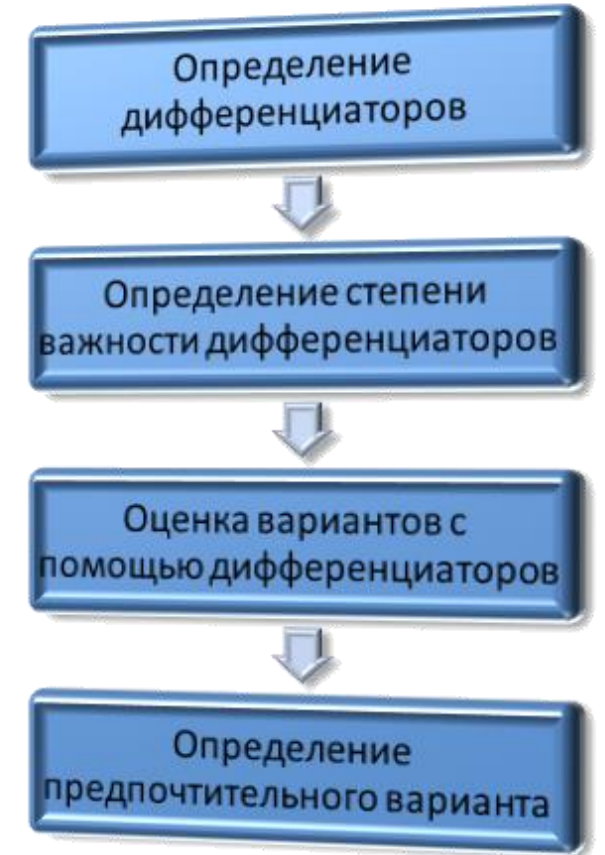 Определение
дифференциаторов
Определение степени
важности дифференциаторов
Оценка вариантов с
помощью дифференциаторов
Определение
предпочтительного варианта